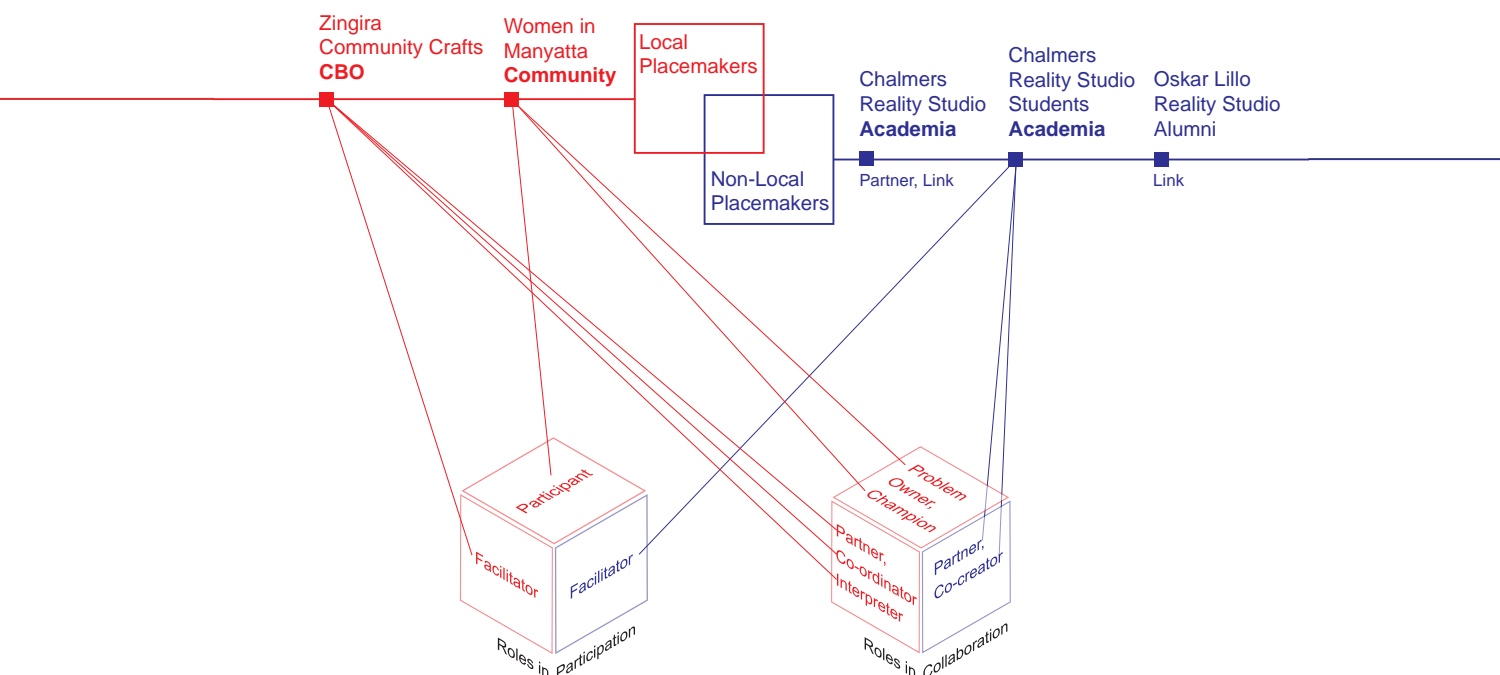 Zingira
Community Crafts
CBO
Women in
Manyatta
Community
Local
Placemakers
Non-Local
Placemakers
Chalmers
Reality Studio
Academia
Partner, Link
Chalmers
Reality Studio
Students
Academia
Oskar Lillo
Reality Studio
Alumni
Link
Participant
Facilitator
Facilitator
Roles in Participation
Problem
Owner,
Champion
Partner,
Co-ordinator
Interpreter
Partner,
Co-creator
Roles in Collaboration